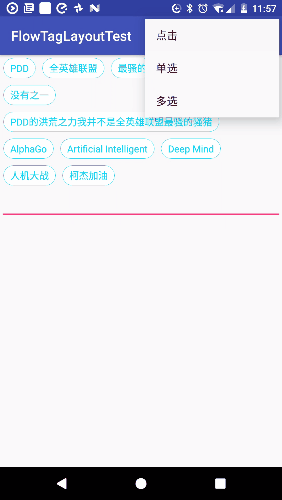 11:57
FlowTagLayoutTest
点击
单选
多选
PDD 全英雄联盟 最骚的
没有之一
PDD的洪荒之力我并不是全英雄联盟最骚的骚猪
AlphaGo Artificial Intelligent Deep Mind
人机大战 柯杰加油